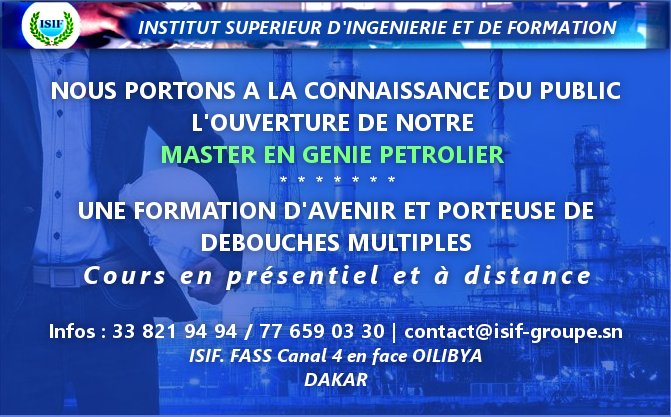 ISIF
INSTITUT SUPERIEUR D'INGENIERIE ET DE FORMATION
NOUS PORTONS A LA CONNAISSANCE DU PUBLIC
L'OUVERTURE DE NOTRE
MASTER EN GENIE PETROLIER
* * * * * * *
UNE FORMATION D'AVENIR ET PORTEUSE DE
DEBOUCHES MULTIPLES
Cours en présentiel et à distance
Infos : 33 821 94 94 / 77 659 03 30 | contact@isif-groupe.sn
ISIF. FASS Canal 4 en face OILIBYA
DAKAR